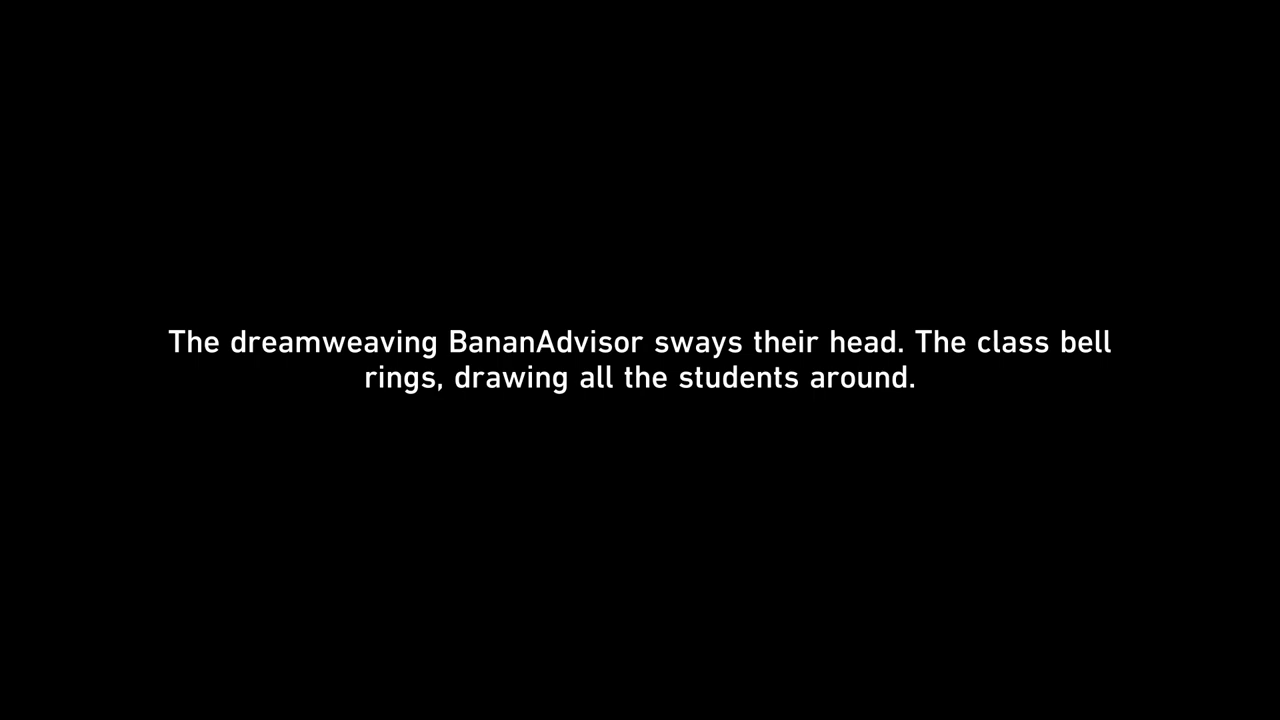 The dreamweaving BananAdvisor sways their head. The class bell
rings, drawing all the students around.